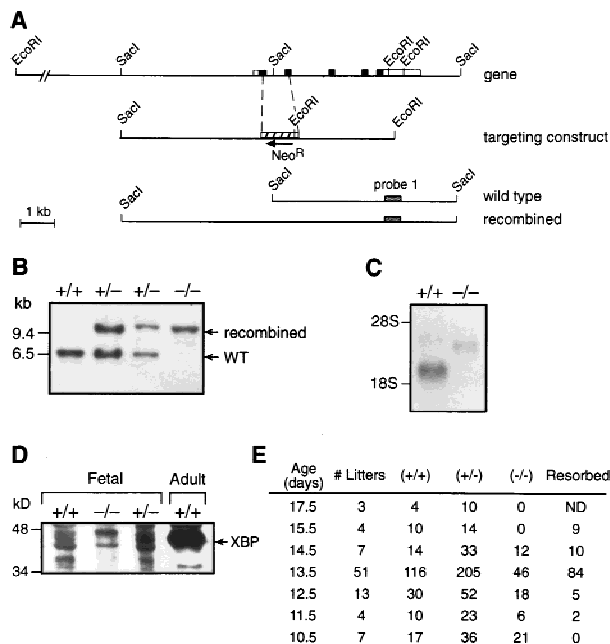 A
EcoRI
SacI
SacI
EcoRI
EcoRI
SacI
gene
SacI
EcoRI
EcoRI
targeting construct
NeoR
SacI
probe 1
SacI
wild type
SacI
recombined
1 kb
B
+/+ +/− +/− −/−
kb
9.4
recombined
6.5
WT
C
+/+ −/−
28S
18S
D
Fetal Adult
kD +/+ −/− +/− +/+
48
XBP
34
E
Age (days) # Litters (+/+) (+/-) (-/-) Resorbed
17.5 3 4 10 0 ND
15.5 4 10 14 0 9
14.5 7 14 33 12 10
13.5 51 116 205 46 84
12.5 13 30 52 18 5
11.5 4 10 23 6 2
10.5 7 17 36 21 0